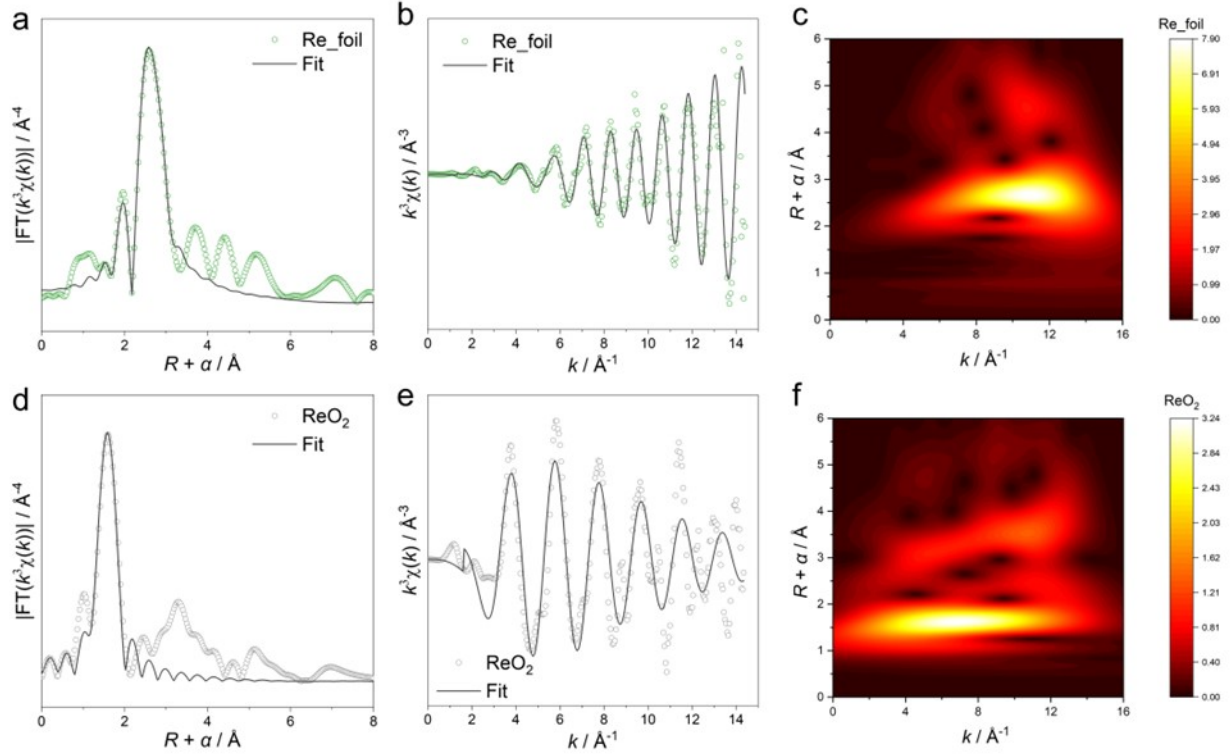 a
Re_foil
Fit
|FT(k³χ(k))| / Å⁻⁴
0 2 4 6 8
R + α / Å
b
Re_foil
Fit
k³χ(k) / Å⁻³
0 2 4 6 8 10 12 14
k / Å⁻¹
c
Re_foil
6
5
4
3
2
1
0
R + α / Å
0 4 8 12 16
k / Å⁻¹
7.90
6.91
5.93
4.94
3.95
2.96
1.98
0.99
0.00
d
ReO₂
Fit
|FT(k³χ(k))| / Å⁻⁴
0 2 4 6 8
R + α / Å
e
k³χ(k) / Å⁻³
ReO₂
Fit
0 2 4 6 8 10 12 14
k / Å⁻¹
f
ReO₂
6
5
4
3
2
1
0
R + α / Å
0 4 8 12 16
k / Å⁻¹
3.24
2.84
2.43
2.03
1.62
1.21
0.81
0.40
0.00